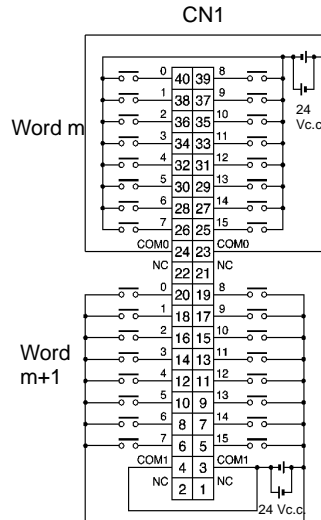 CN1
0 40 39 8
1 38 37 9
2 36 35 10
Word m 3 34 33 11
4 32 31 12
5 30 29 13
6 28 27 14
7 26 25 15
COM0 24 23 COM0
NC 22 21 NC
24
Vc.c.
0 20 19 8
1 18 17 9
2 16 15 10
Word
m+1
3 14 13 11
4 12 11 12
5 10 9 13
6 8 7 14
7 6 5 15
COM1 4 3 COM1
NC 2 1 NC
24 Vc.c.